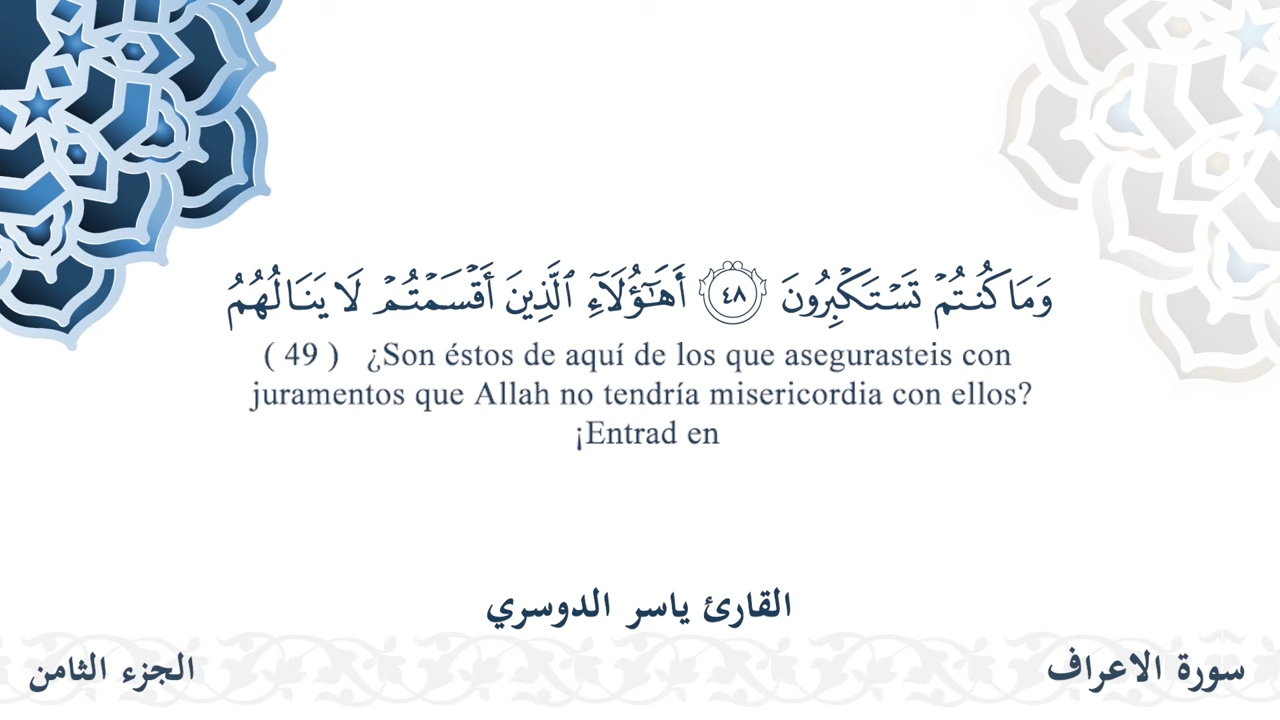 وَمَا كُنتُمْ تَسْتَكْبِرُونَ ٤٨ أَهَـٰٓؤُلَآءِ ٱلَّذِينَ أَقْسَمْتُمْ لَا يَنَالُهُمُ
( 49 ) ¿Son éstos de aquí de los que asegurasteis con
juramentos que Allah no tendría misericordia con ellos?
¡Entrad en
القارئ ياسر الدوسري
سورة الاعراف
الجزء الثامن